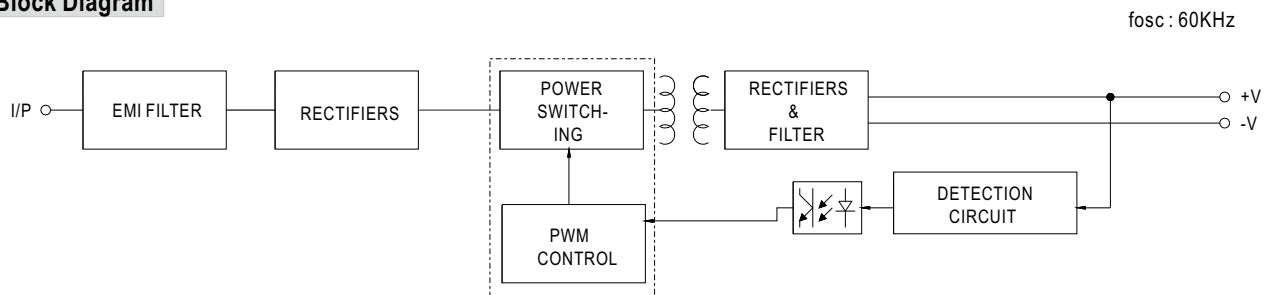 Block Diagram
fosc : 60KHz
I/P
EMI FILTER
RECTIFIERS
POWER
SWITCH-
ING
RECTIFIERS
&
FILTER
+V
-V
DETECTION
CIRCUIT
PWM
CONTROL